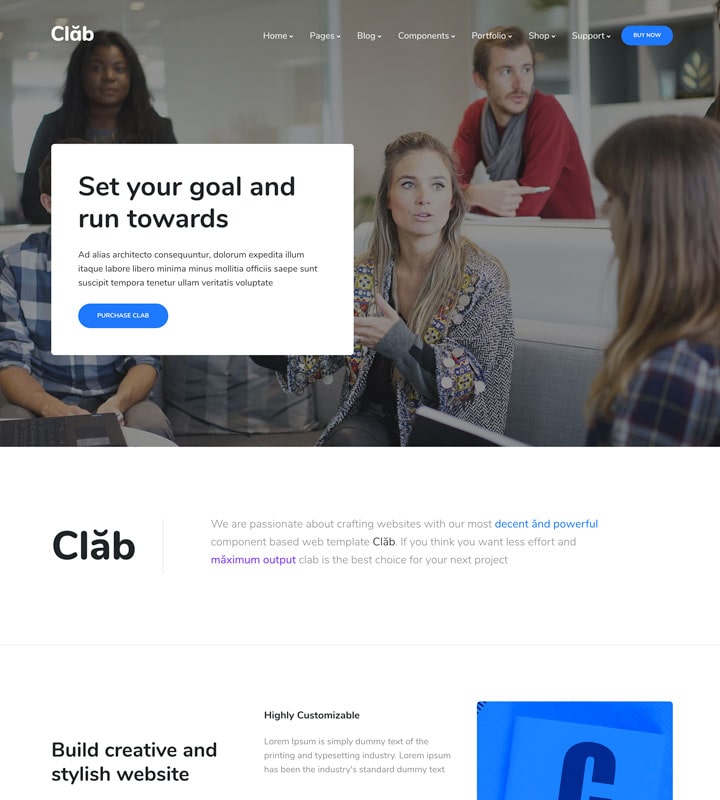 Clăb
Home
Pages
Blog
Components
Portfolio
Shop
Support
BUY NOW
Set your goal and
run towards
Ad alias architecto consequuntur, dolorum expedita illum
itaque labore libero minima minus mollitia officiis saepe sunt
suscipit tempora tenetur ullam veritatis voluptate
PURCHASE CLAB
Clăb
We are passionate about crafting websites with our most decent ănd powerful
component based web template Clăb. If you think you want less effort and
măximum output clab is the best choice for your next project
Build creative and
stylish website
Highly Customizable
Lorem Ipsum is simply dummy text of the
printing and typesetting industry. Lorem ipsum
has been the industry's standard dummy text